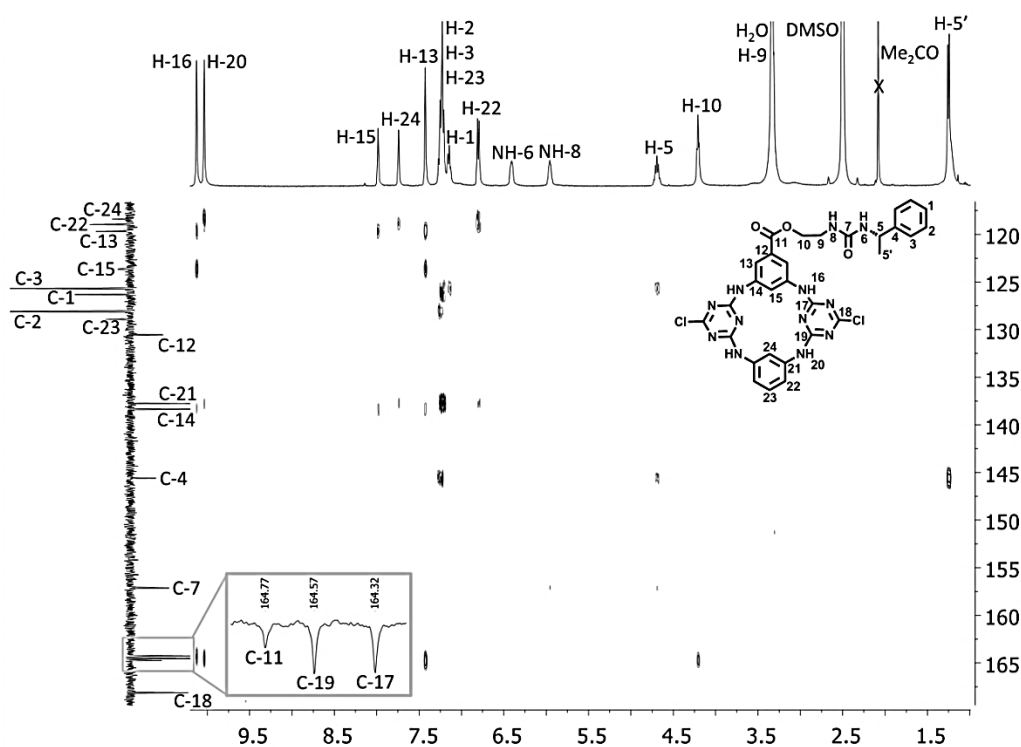 H-16
H-20
H-15
H-24
H-13
H-2
H-3
H-23
H-1
H-22
NH-6
NH-8
H-5
H-10
H₂O
H-9
DMSO
Me₂CO
X
H-5'
C-24
C-22
C-13
C-15
C-3
C-1
C-2
C-23
C-12
C-21
C-14
C-4
C-7
C-18
164.77
164.57
164.32
C-11
C-19
C-17
O
11
O
10
9
H
N
8
7
O
H
N
6
5
5'
4
1
2
3
12
13
14
15
16
NH
HN
N
N
N
Cl
17
N
N
N
18
Cl
19
NH
HN
20
24
21
22
23
120
125
130
135
140
145
150
155
160
165
9.5
8.5
7.5
6.5
5.5
4.5
3.5
2.5
1.5